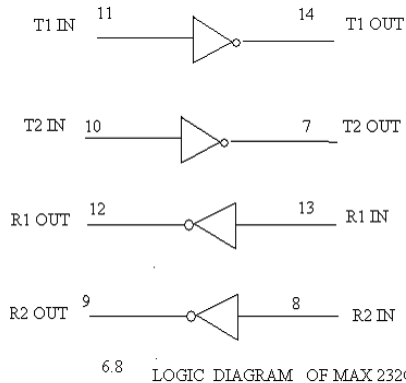 T1 IN 11 14 T1 OUT
T2 IN 10 7 T2 OUT
R1 OUT 12 13 R1 IN
R2 OUT 9 8 R2 IN
6.8 LOGIC DIAGRAM OF MAX